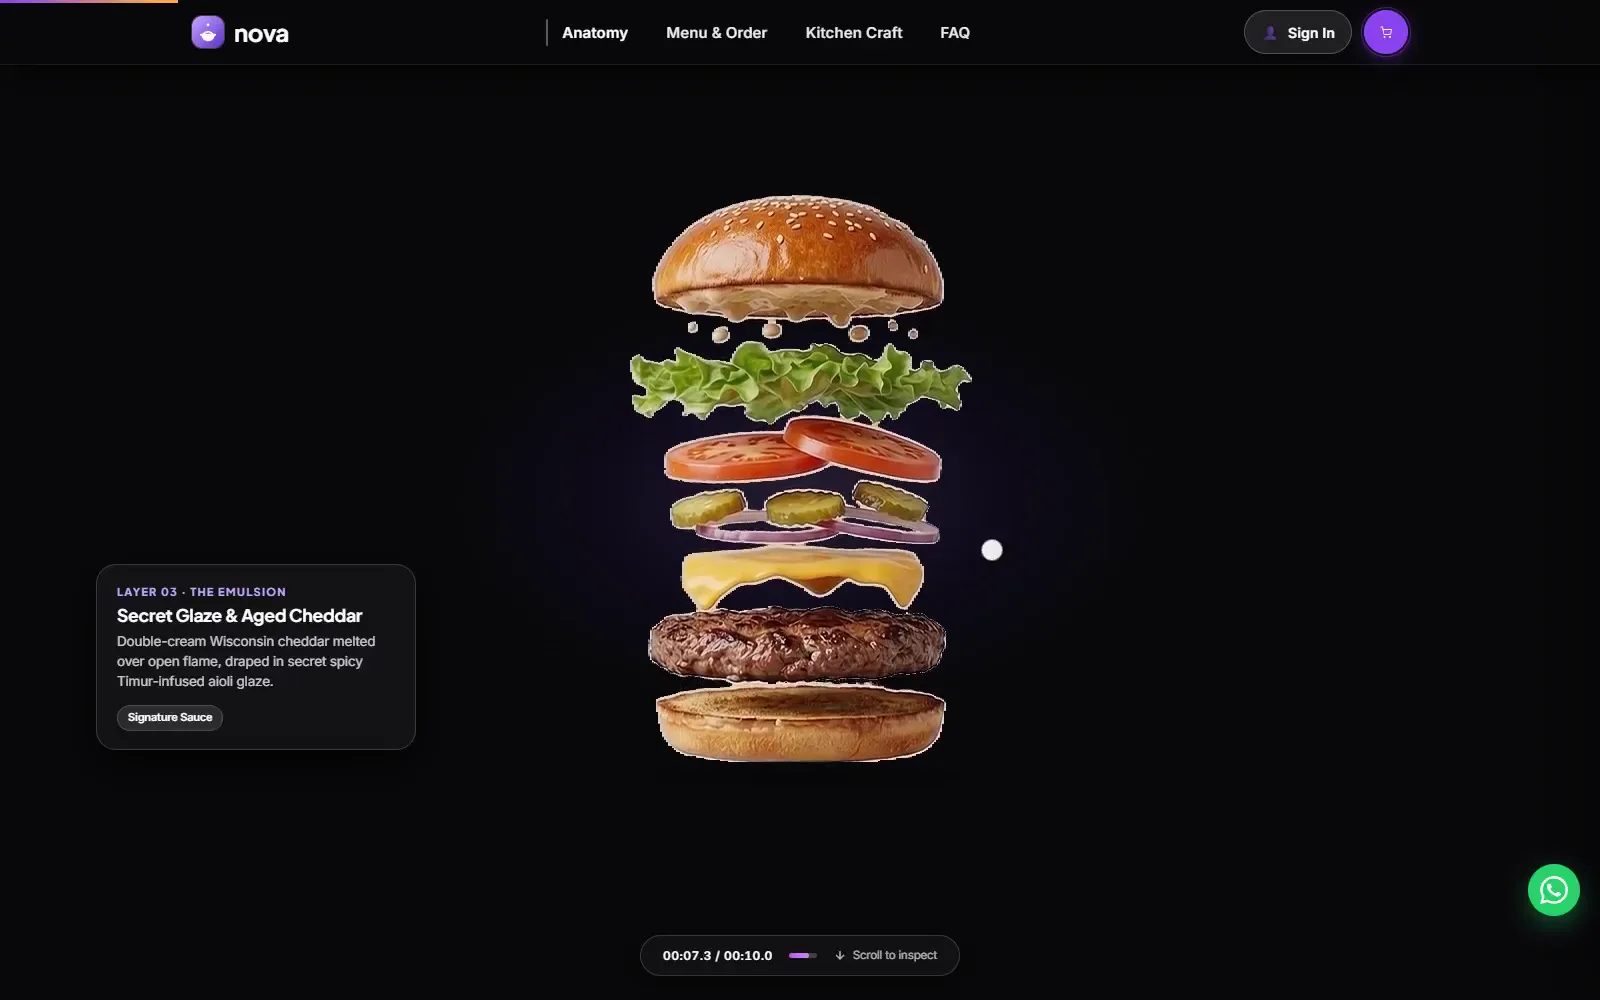 nova
Anatomy
Menu & Order
Kitchen Craft
FAQ
Sign In
LAYER 03 · THE EMULSION
Secret Glaze & Aged Cheddar
Double-cream Wisconsin cheddar melted
over open flame, draped in secret spicy
Timur-infused aioli glaze.
Signature Sauce
00:07.3 / 00:10.0
↓ Scroll to inspect